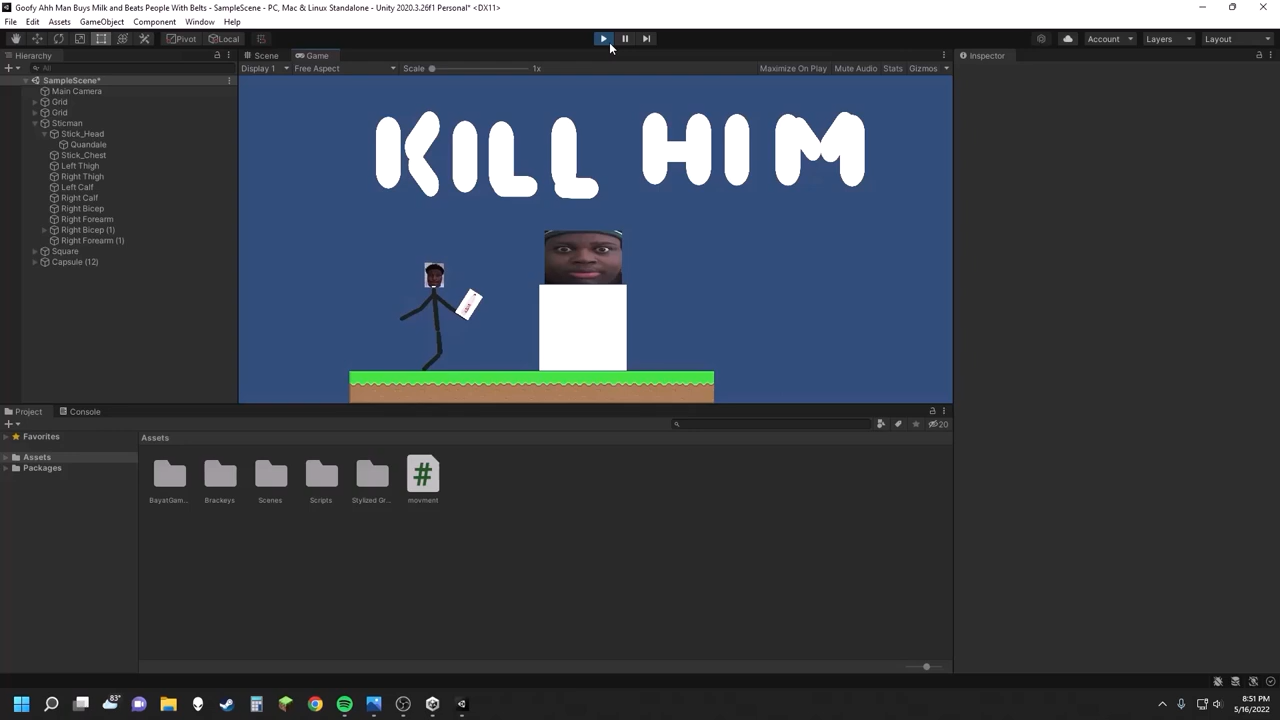 Goofy Ahh Man Buys Milk and Beats People With Belts - SampleScene - PC, Mac & Linux Standalone - Unity 2020.3.26f1 Personal* <DX11>
File Edit Assets GameObject Component Window Help
Pivot Local Account Layers Layout
Hierarchy Scene Game Inspector
All Display 1 Free Aspect Scale 1x Maximize On Play Mute Audio Stats Gizmos
SampleScene*
Main Camera
Grid
Grid
Sticman
Stick_Head
Quandale
Stick_Chest
Left Thigh
Right Thigh
Left Calf
Right Calf
Right Bicep
Right Forearm
Right Bicep (1)
Right Forearm (1)
Square
Capsule (12)
KILL HIM
Project Console
20
Favorites
Assets
Packages
Assets
BayatGam... Brackeys Scenes Scripts Stylized Gr... movment
#
83°
8:51 PM
5/16/2022